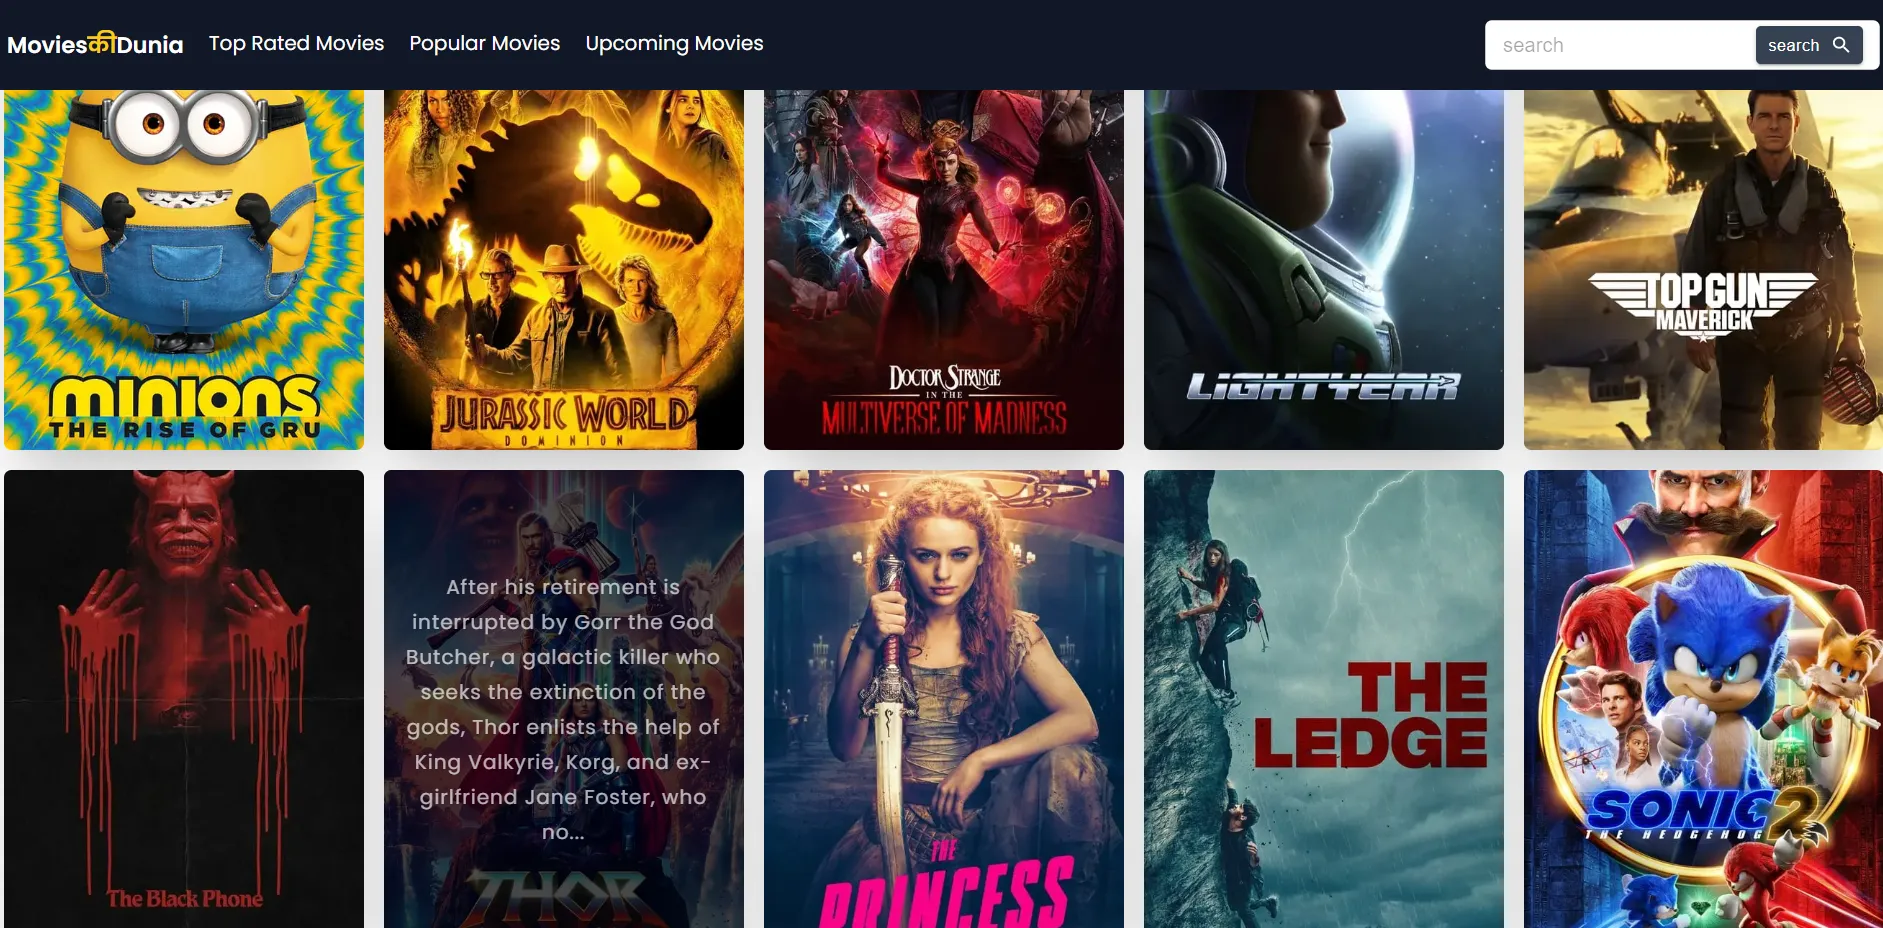 MoviesकीDunia
Top Rated Movies
Popular Movies
Upcoming Movies
search
search
MINIONS
THE RISE OF GRU
JURASSIC WORLD
DOMINION
DOCTOR STRANGE
IN THE
MULTIVERSE OF MADNESS
LIGHTYEAR
TOP GUN
MAVERICK
The Black Phone
After his retirement is
interrupted by Gorr the God
Butcher, a galactic killer who
seeks the extinction of the
gods, Thor enlists the help of
King Valkyrie, Korg, and ex-
girlfriend Jane Foster, who
no...
THOR
THE
PRINCESS
THE
LEDGE
SONIC 2
THE HEDGEHOG